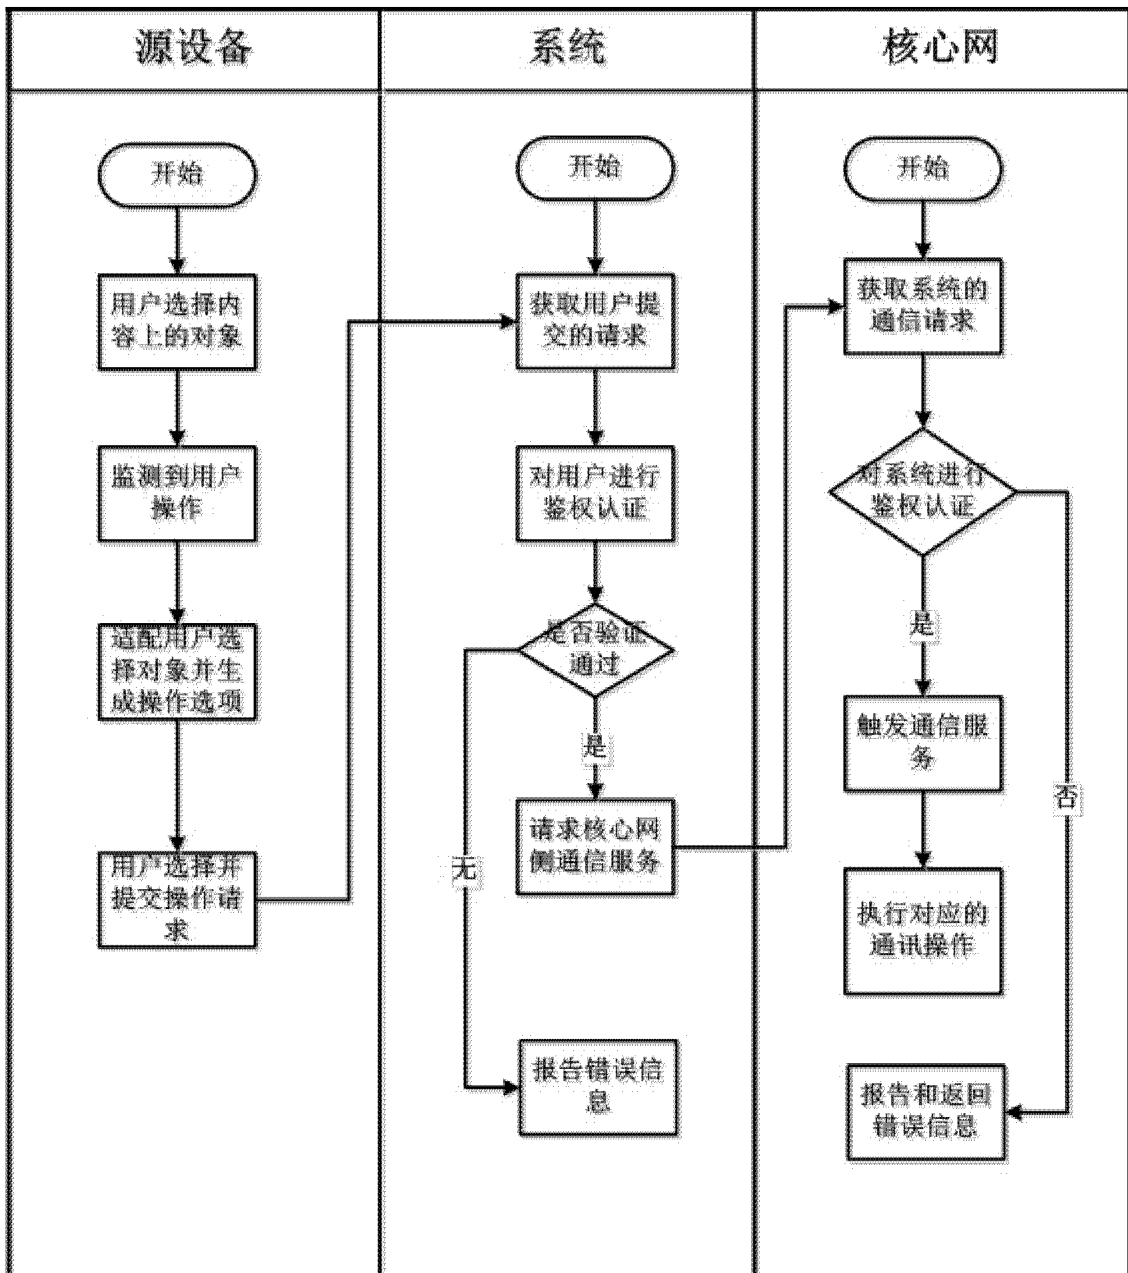 源设备
系统
核心网
开始
用户选择内
容上的对象
监测到用户
操作
适配用户选
择对象并生
成操作选项
用户选择并
提交操作请
求
开始
获取用户提
交的请求
对用户进行
鉴权认证
是否验证
通过
是
无
请求核心网
侧通信服务
报告错误信
息
开始
获取系统的
通信请求
对系统进行
鉴权认证
是
否
触发通信服
务
执行对应的
通讯操作
报告和返回
错误信息